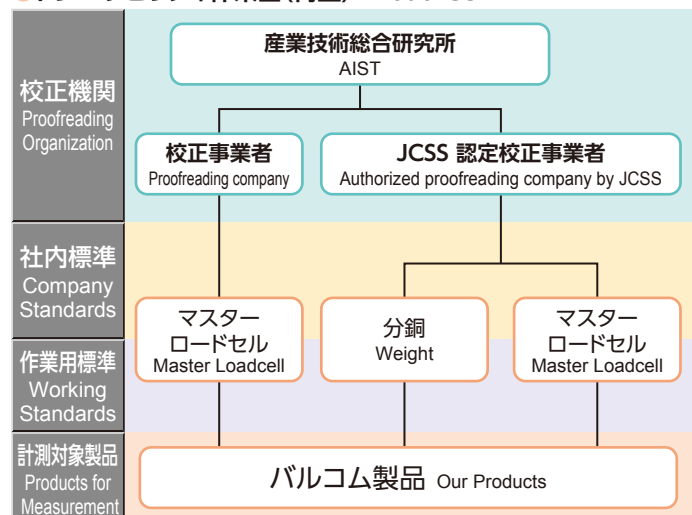 産業技術総合研究所
AIST
校正機関
Proofreading
Organization
校正事業者
Proofreading company
JCSS 認定校正事業者
Authorized proofreading company by JCSS
社内標準
Company
Standards
マスター
ロードセル
Master Loadcell
分銅
Weight
マスター
ロードセル
Master Loadcell
作業用標準
Working
Standards
計測対象製品
Products for
Measurement
バルコム製品 Our Products